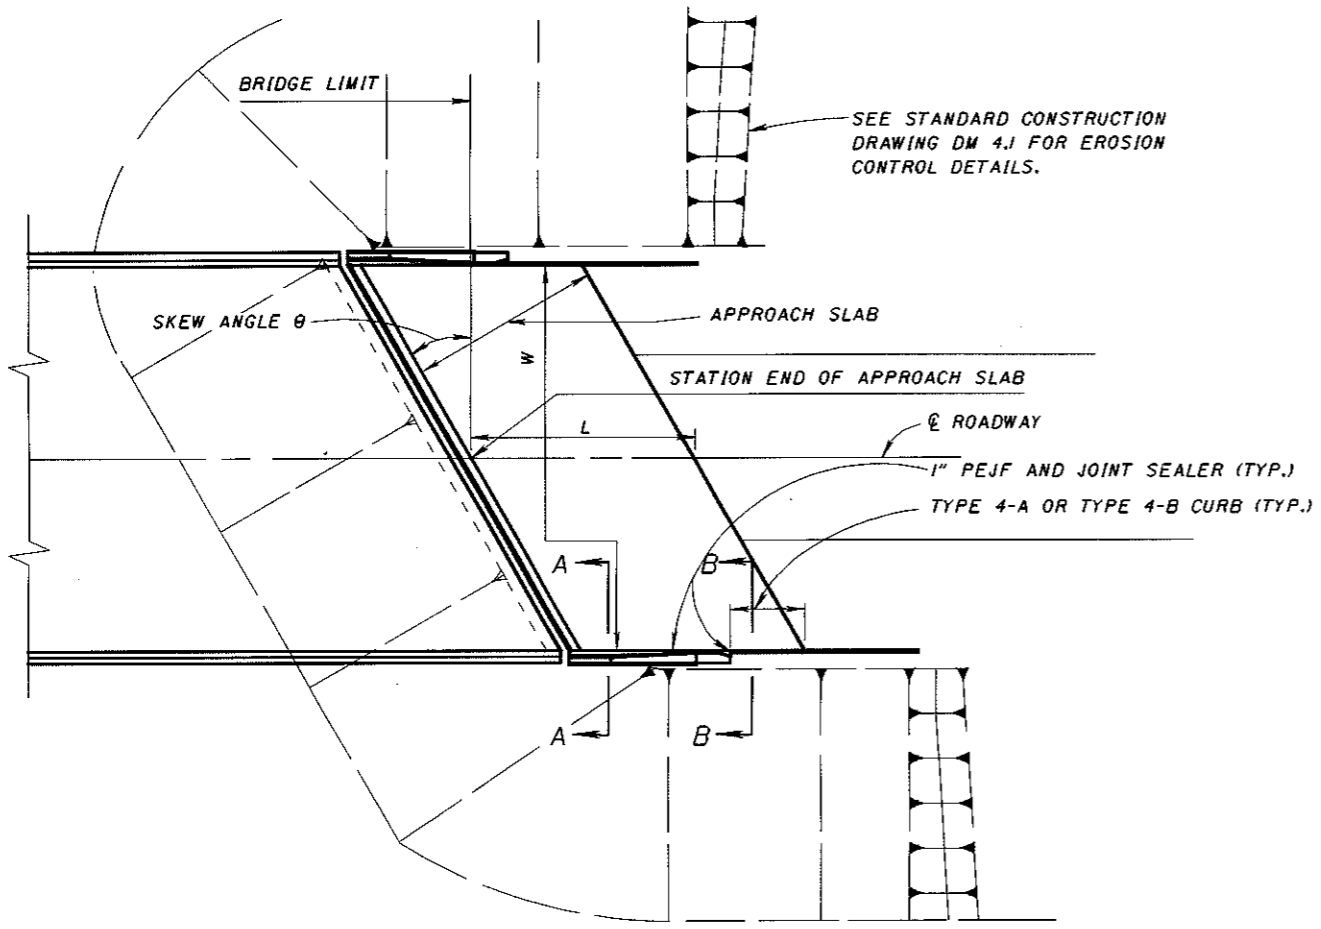 BRIDGE LIMIT
SEE STANDARD CONSTRUCTION
DRAWING DM 4.1 FOR EROSION
CONTROL DETAILS.
SKEW ANGLE θ
APPROACH SLAB
W
STATION END OF APPROACH SLAB
L
℄ ROADWAY
1" PEJF AND JOINT SEALER (TYP.)
TYPE 4-A OR TYPE 4-B CURB (TYP.)
A
B
A
B